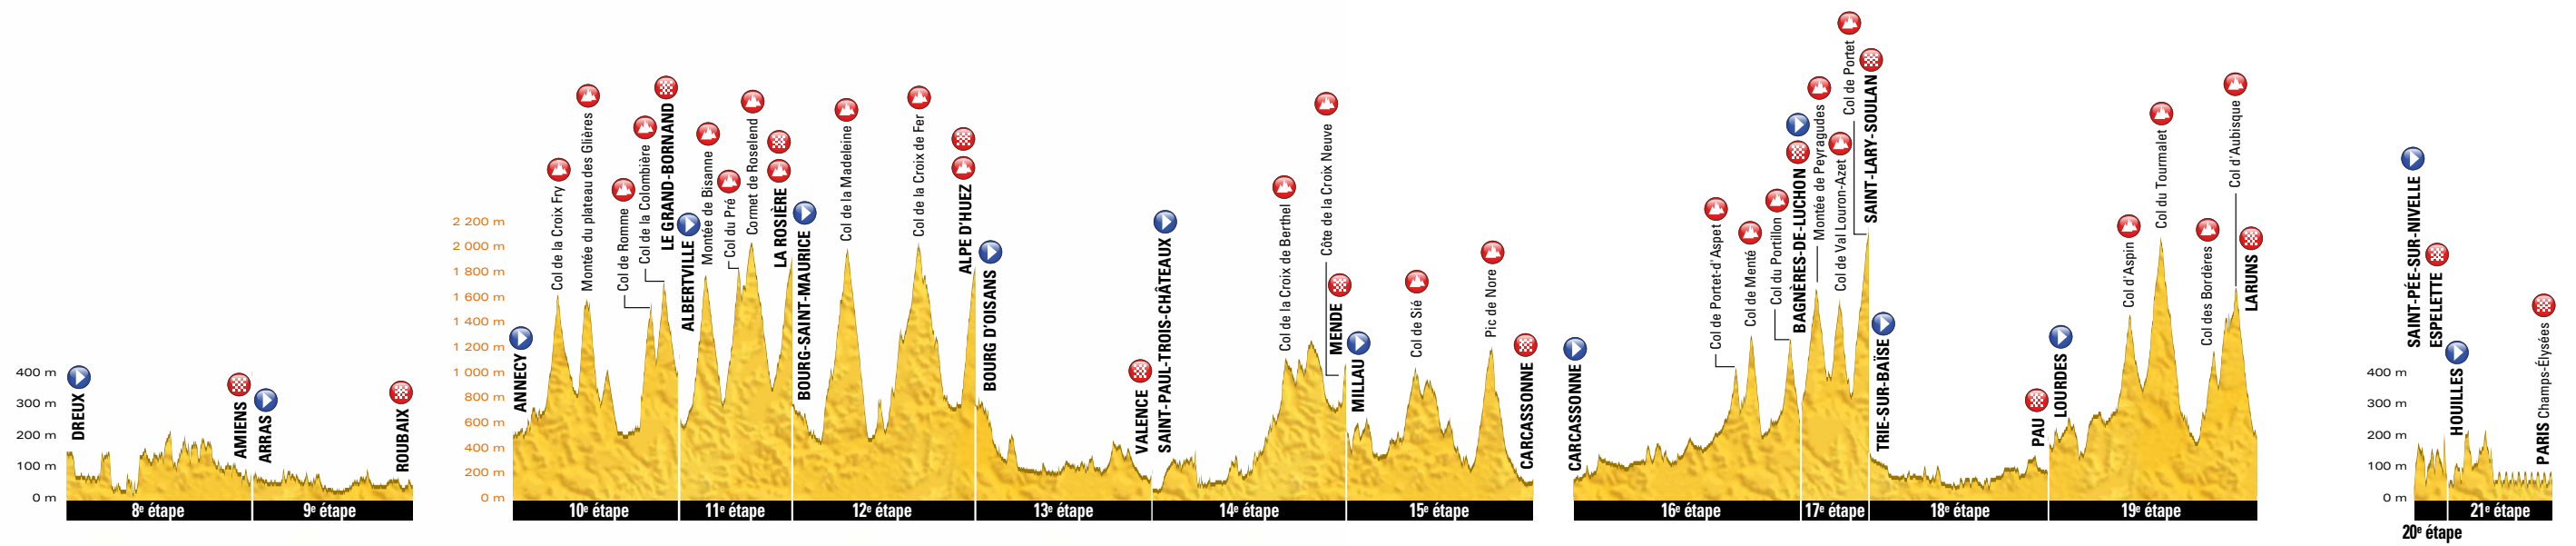 400 m
300 m
200 m
100 m
0 m
DREUX
AMIENS
ARRAS
ROUBAIX
8e étape
9e étape
2 200 m
2 000 m
1 800 m
1 600 m
1 400 m
1 200 m
1 000 m
800 m
600 m
400 m
200 m
0 m
ANNECY
Col de la Croix Fry
Montée du plateau des Glières
Col de Romme
Col de la Colombière
LE GRAND-BORNAND
ALBERTVILLE
Montée de Bisanne
Col du Pré
Cormet de Roselend
LA ROSIÈRE
BOURG-SAINT-MAURICE
Col de la Madeleine
Col de la Croix de Fer
ALPE D'HUEZ
BOURG D'OISANS
VALENCE
SAINT-PAUL-TROIS-CHÂTEAUX
Col de la Croix de Berthel
Côte de la Croix Neuve
MENDE
MILLAU
Col de Sié
Pic de Nore
CARCASSONNE
10e étape
11e étape
12e étape
13e étape
14e étape
15e étape
CARCASSONNE
Col de Portet-d'Aspet
Col de Menté
Col du Portillon
BAGNÈRES-DE-LUCHON
Montée de Peyragudes
Col de Val Louron-Azet
Col de Portet
SAINT-LARY-SOULAN
TRIE-SUR-BAÏSE
PAU
LOURDES
Col d'Aspin
Col du Tourmalet
Col des Bordères
Col d'Aubisque
LARUNS
16e étape
17e étape
18e étape
19e étape
400 m
300 m
200 m
100 m
0 m
SAINT-PÉE-SUR-NIVELLE
ESPELETTE
HOUILLES
PARIS Champs-Élysées
20e étape
21e étape